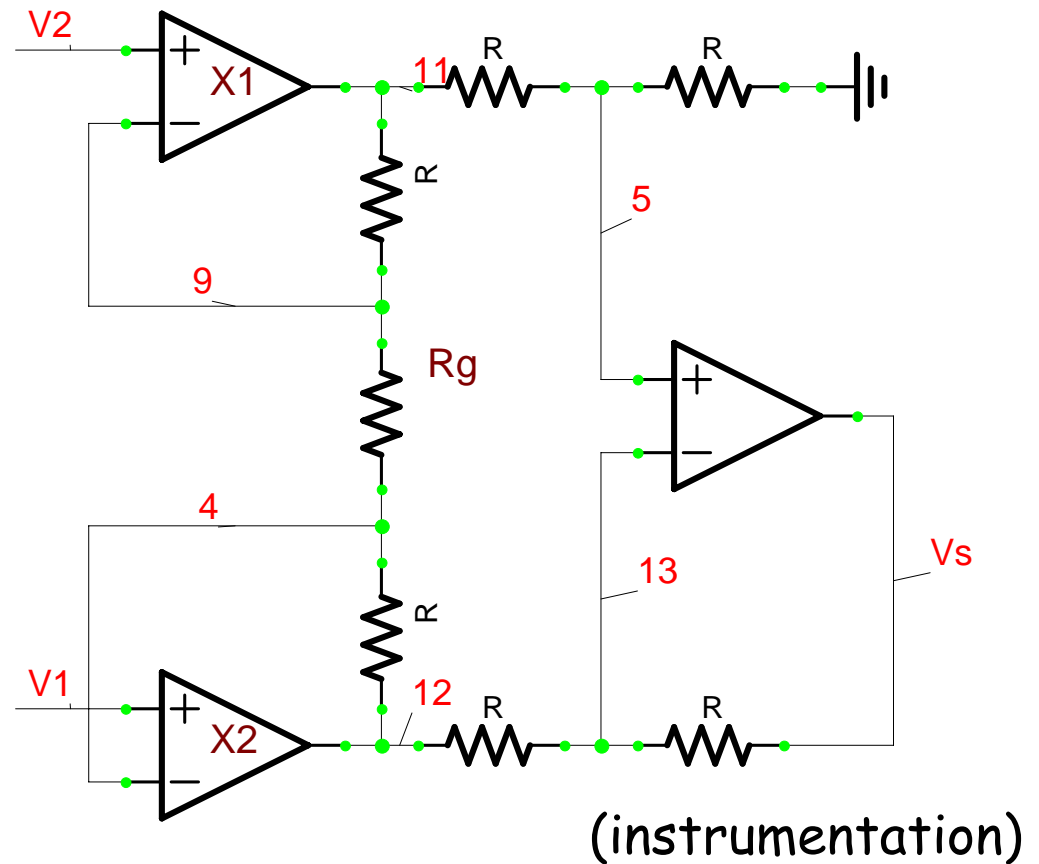 V2
+
X1
−
11
R
R
R
5
9
Rg
+
−
4
13
Vs
R
V1
+
X2
−
12
R
R
(instrumentation)